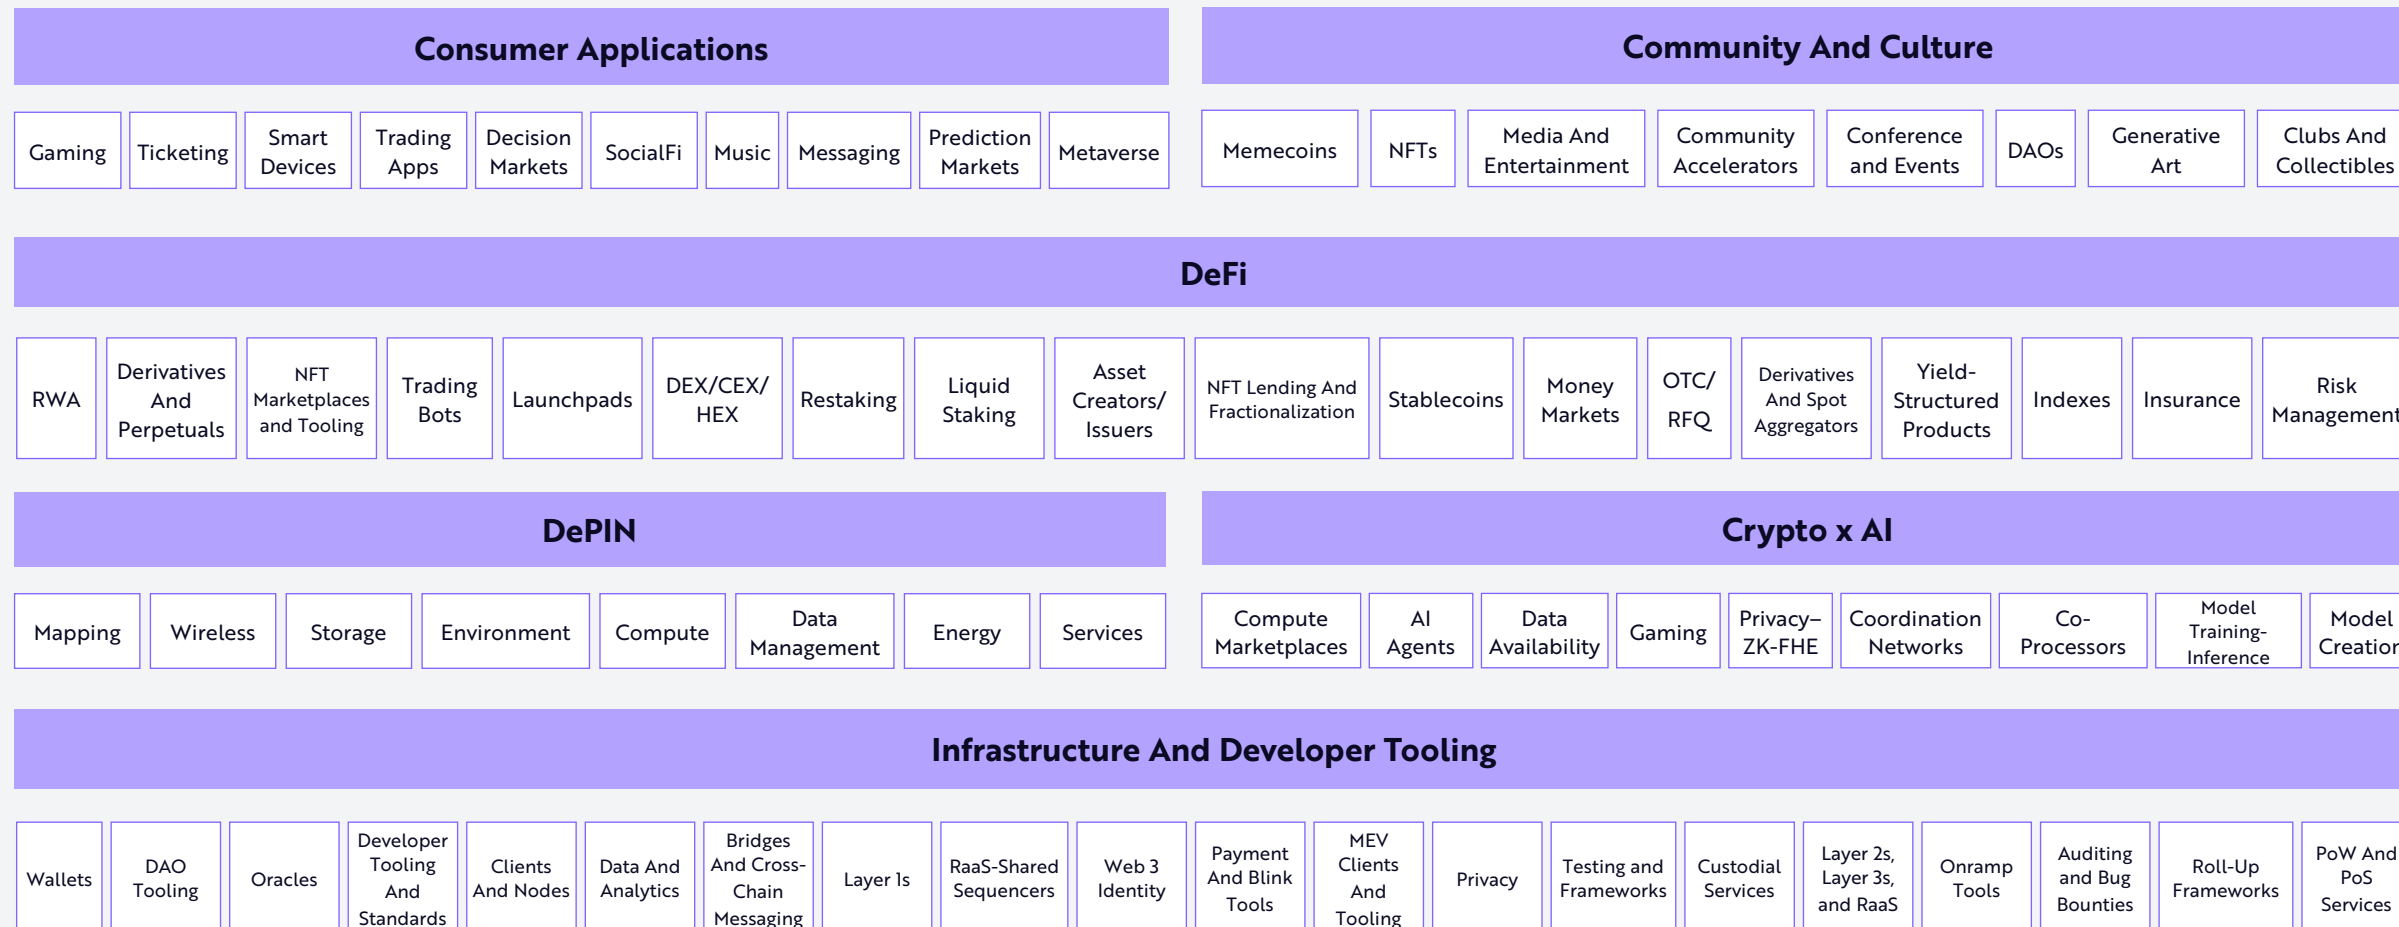 Consumer Applications
Community And Culture
Gaming
Ticketing
Smart
Devices
Trading
Apps
Decision
Markets
SocialFi
Music
Messaging
Prediction
Markets
Metaverse
Memecoins
NFTs
Media And
Entertainment
Community
Accelerators
Conference
and Events
DAOs
Generative
Art
Clubs And
Collectibles
DeFi
RWA
Derivatives
And
Perpetuals
NFT
Marketplaces
and Tooling
Trading
Bots
Launchpads
DEX/CEX/
HEX
Restaking
Liquid
Staking
Asset
Creators/
Issuers
NFT Lending And
Fractionalization
Stablecoins
Money
Markets
OTC/
RFQ
Derivatives
And Spot
Aggregators
Yield-
Structured
Products
Indexes
Insurance
Risk
Management
DePIN
Crypto x AI
Mapping
Wireless
Storage
Environment
Compute
Data
Management
Energy
Services
Compute
Marketplaces
AI
Agents
Data
Availability
Gaming
Privacy–
ZK-FHE
Coordination
Networks
Co-
Processors
Model
Training-
Inference
Model
Creation
Infrastructure And Developer Tooling
Wallets
DAO
Tooling
Oracles
Developer
Tooling
And
Standards
Clients
And Nodes
Data And
Analytics
Bridges
And Cross-
Chain
Messaging
Layer 1s
RaaS-Shared
Sequencers
Web 3
Identity
Payment
And Blink
Tools
MEV
Clients
And
Tooling
Privacy
Testing and
Frameworks
Custodial
Services
Layer 2s,
Layer 3s,
and RaaS
Onramp
Tools
Auditing
and Bug
Bounties
Roll-Up
Frameworks
PoW And
PoS
Services